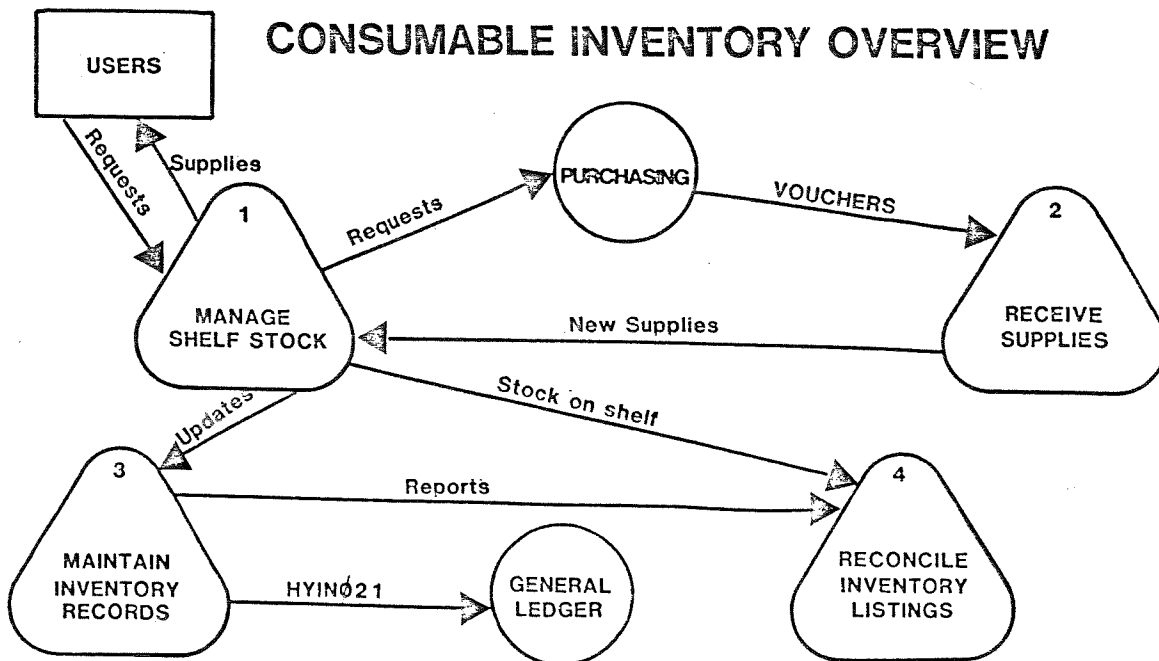 CONSUMABLE INVENTORY OVERVIEW
USERS
Requests
Supplies
1
MANAGE
SHELF STOCK
Requests
PURCHASING
VOUCHERS
2
RECEIVE
SUPPLIES
New Supplies
Stock on shelf
Updates
3
MAINTAIN
INVENTORY
RECORDS
Reports
HYINØ21
GENERAL
LEDGER
4
RECONCILE
INVENTORY
LISTINGS